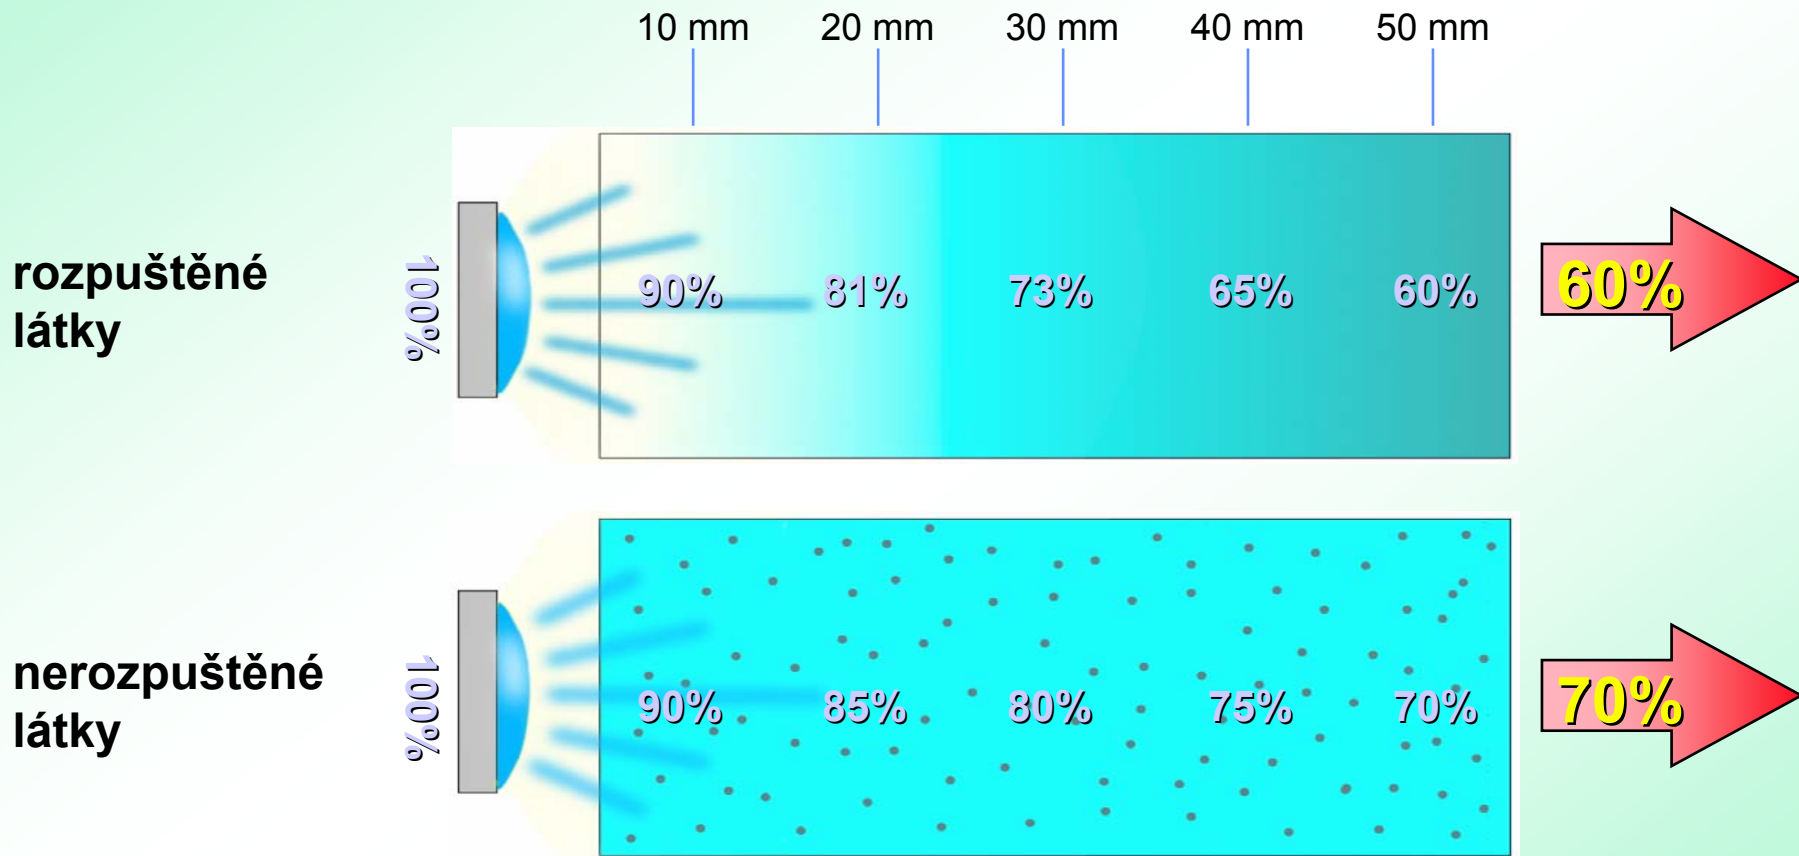 10 mm 20 mm 30 mm 40 mm 50 mm
rozpuštěné
látky
100% 90% 81% 73% 65% 60% 60%
nerozpuštěné
látky
100% 90% 85% 80% 75% 70% 70%